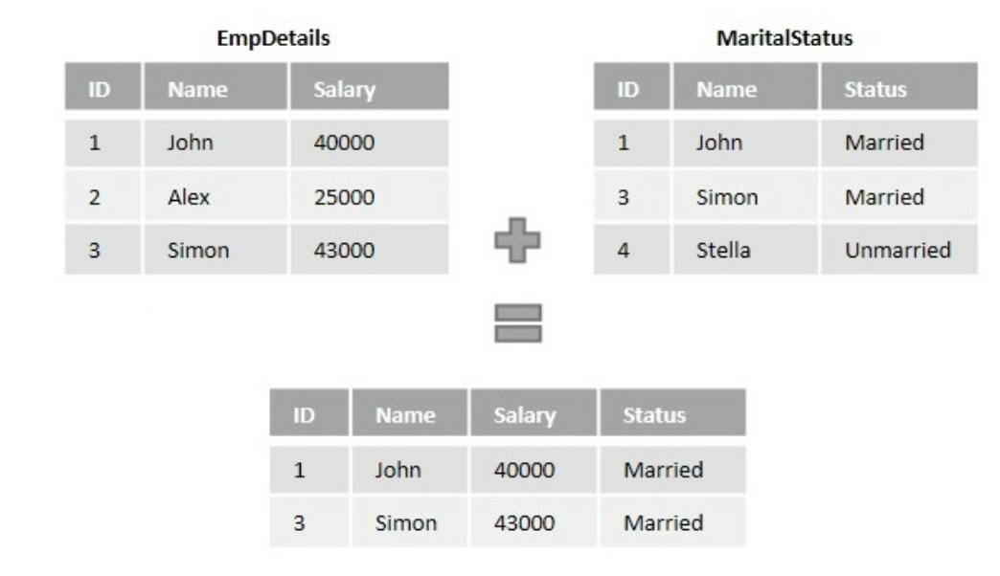 EmpDetails
ID Name Salary
1 John 40000
2 Alex 25000
3 Simon 43000
MaritalStatus
ID Name Status
1 John Married
3 Simon Married
4 Stella Unmarried
ID Name Salary Status
1 John 40000 Married
3 Simon 43000 Married